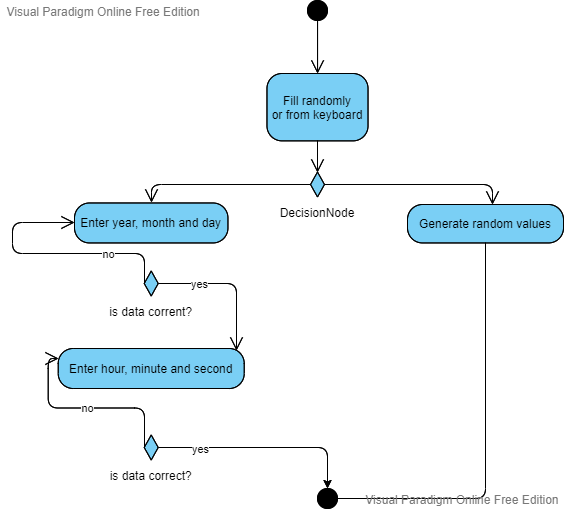 Visual Paradigm Online Free Edition
Fill randomly
or from keyboard
DecisionNode
Enter year, month and day
Generate random values
no
yes
is data corrent?
Enter hour, minute and second
no
yes
is data correct?
Visual Paradigm Online Free Edition